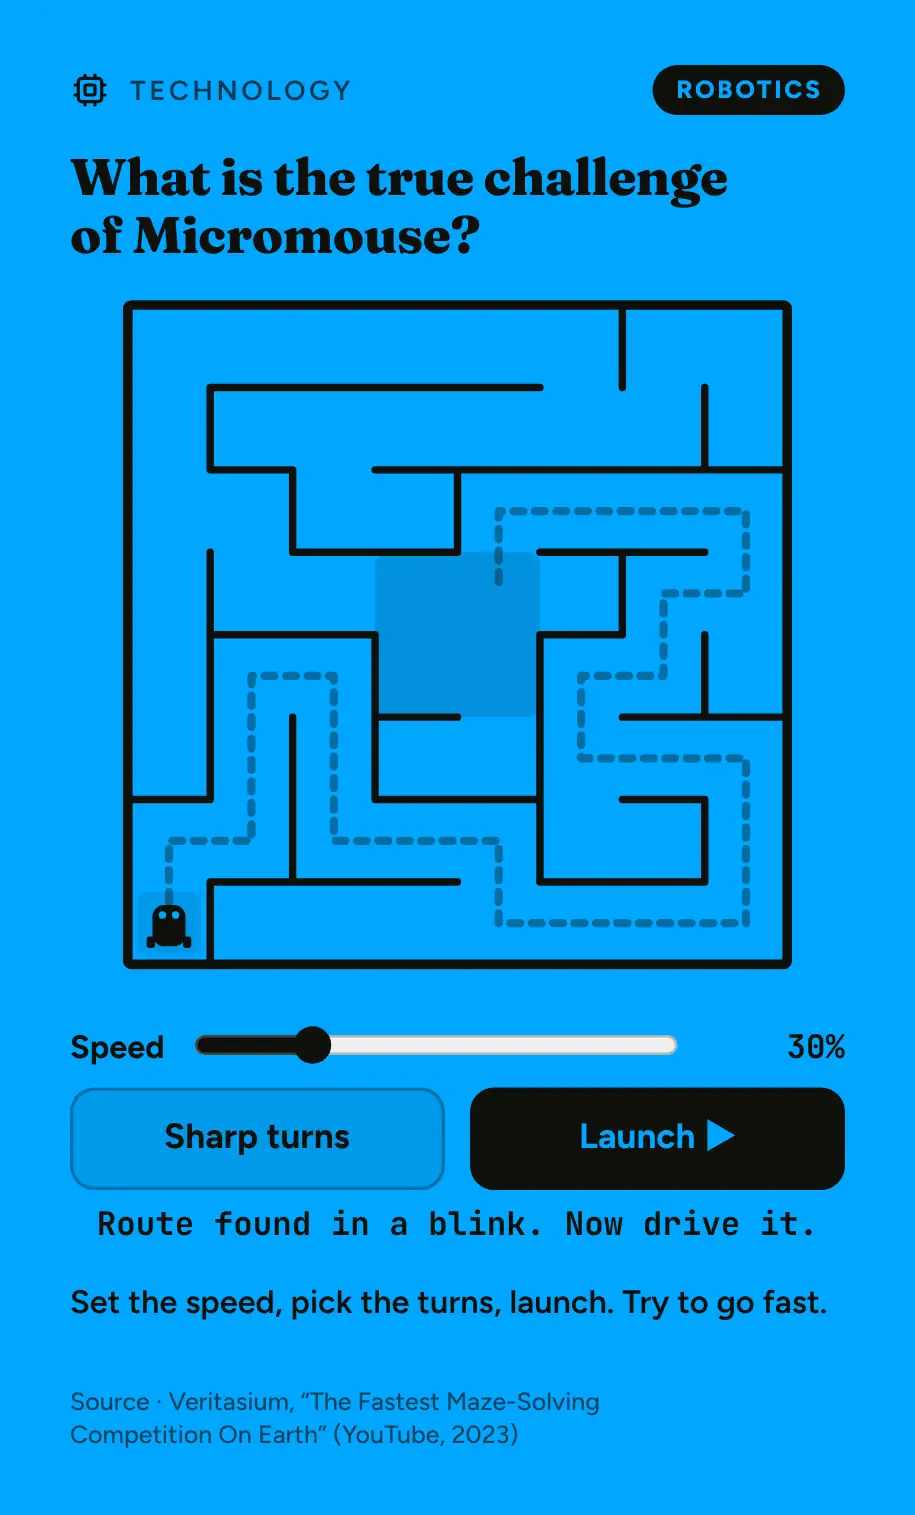 TECHNOLOGY
ROBOTICS
What is the true challenge
of Micromouse?
Speed
30%
Sharp turns
Launch ▶
Route found in a blink. Now drive it.
Set the speed, pick the turns, launch. Try to go fast.
Source · Veritasium, “The Fastest Maze-Solving
Competition On Earth” (YouTube, 2023)